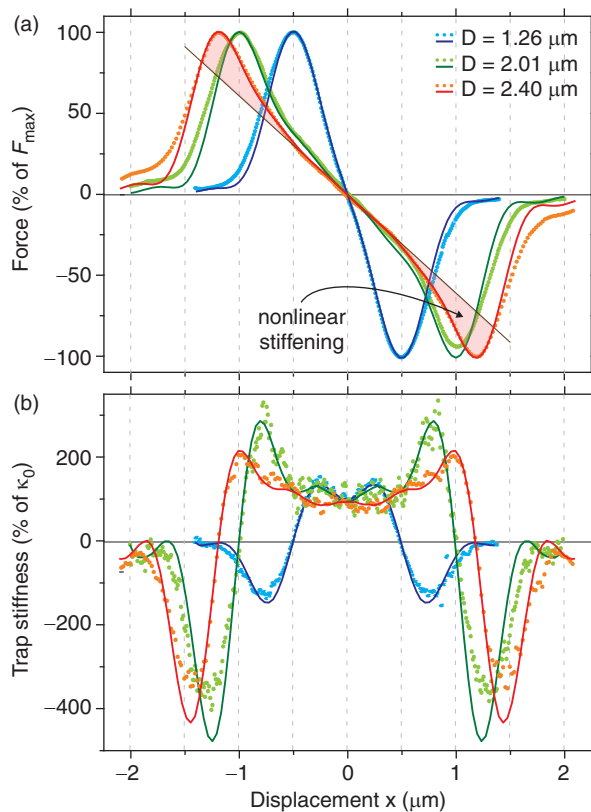 (a)
100
50
0
−50
−100
Force (% of Fmax)
D = 1.26 μm
D = 2.01 μm
D = 2.40 μm
nonlinear
stiffening
(b)
200
0
−200
−400
Trap stiffness (% of κ0)
−2
−1
0
1
2
Displacement x (μm)